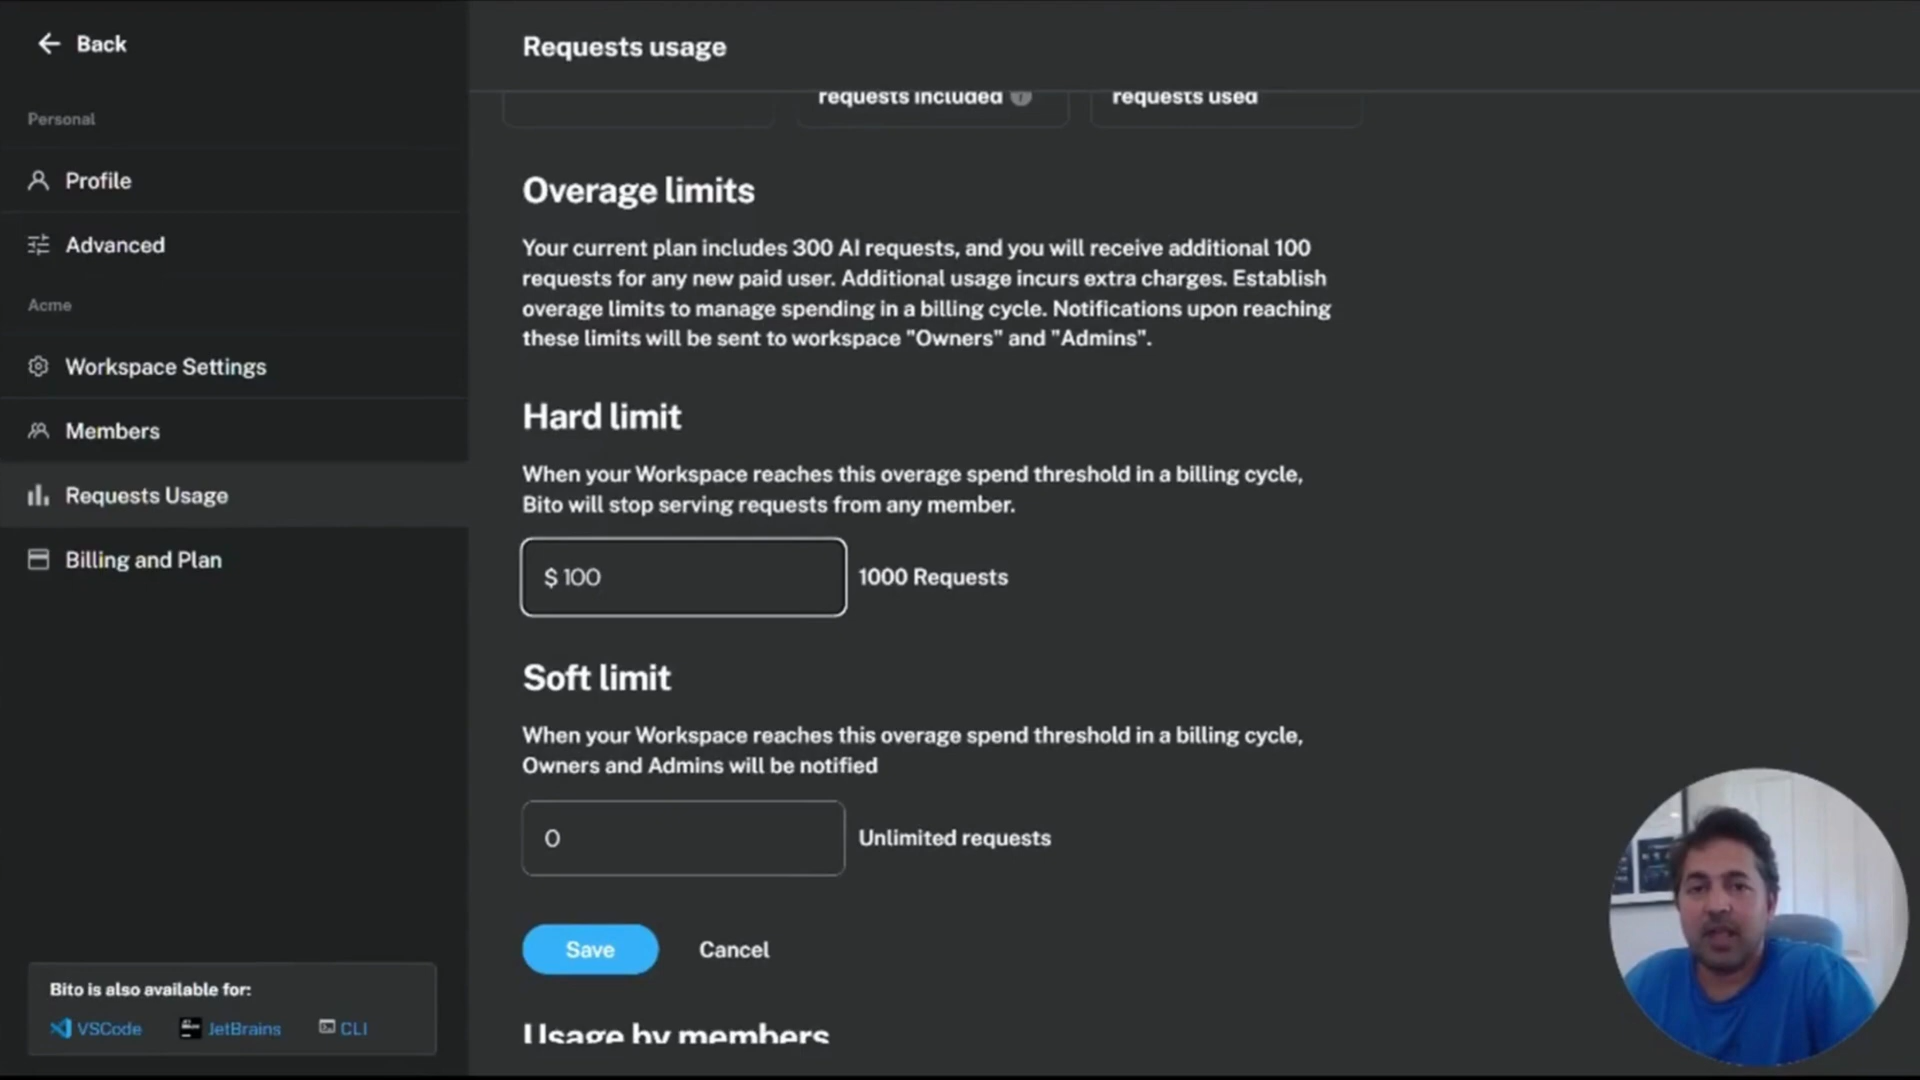 Back
Requests usage
requests included
requests used
Personal
Profile
Advanced
Acme
Workspace Settings
Members
Requests Usage
Billing and Plan
Overage limits
Your current plan includes 300 AI requests, and you will receive additional 100
requests for any new paid user. Additional usage incurs extra charges. Establish
overage limits to manage spending in a billing cycle. Notifications upon reaching
these limits will be sent to workspace "Owners" and "Admins".
Hard limit
When your Workspace reaches this overage spend threshold in a billing cycle,
Bito will stop serving requests from any member.
$ 100
1000 Requests
Soft limit
When your Workspace reaches this overage spend threshold in a billing cycle,
Owners and Admins will be notified
0
Unlimited requests
Save
Cancel
Usage by members
Bito is also available for:
VSCode
JetBrains
CLI